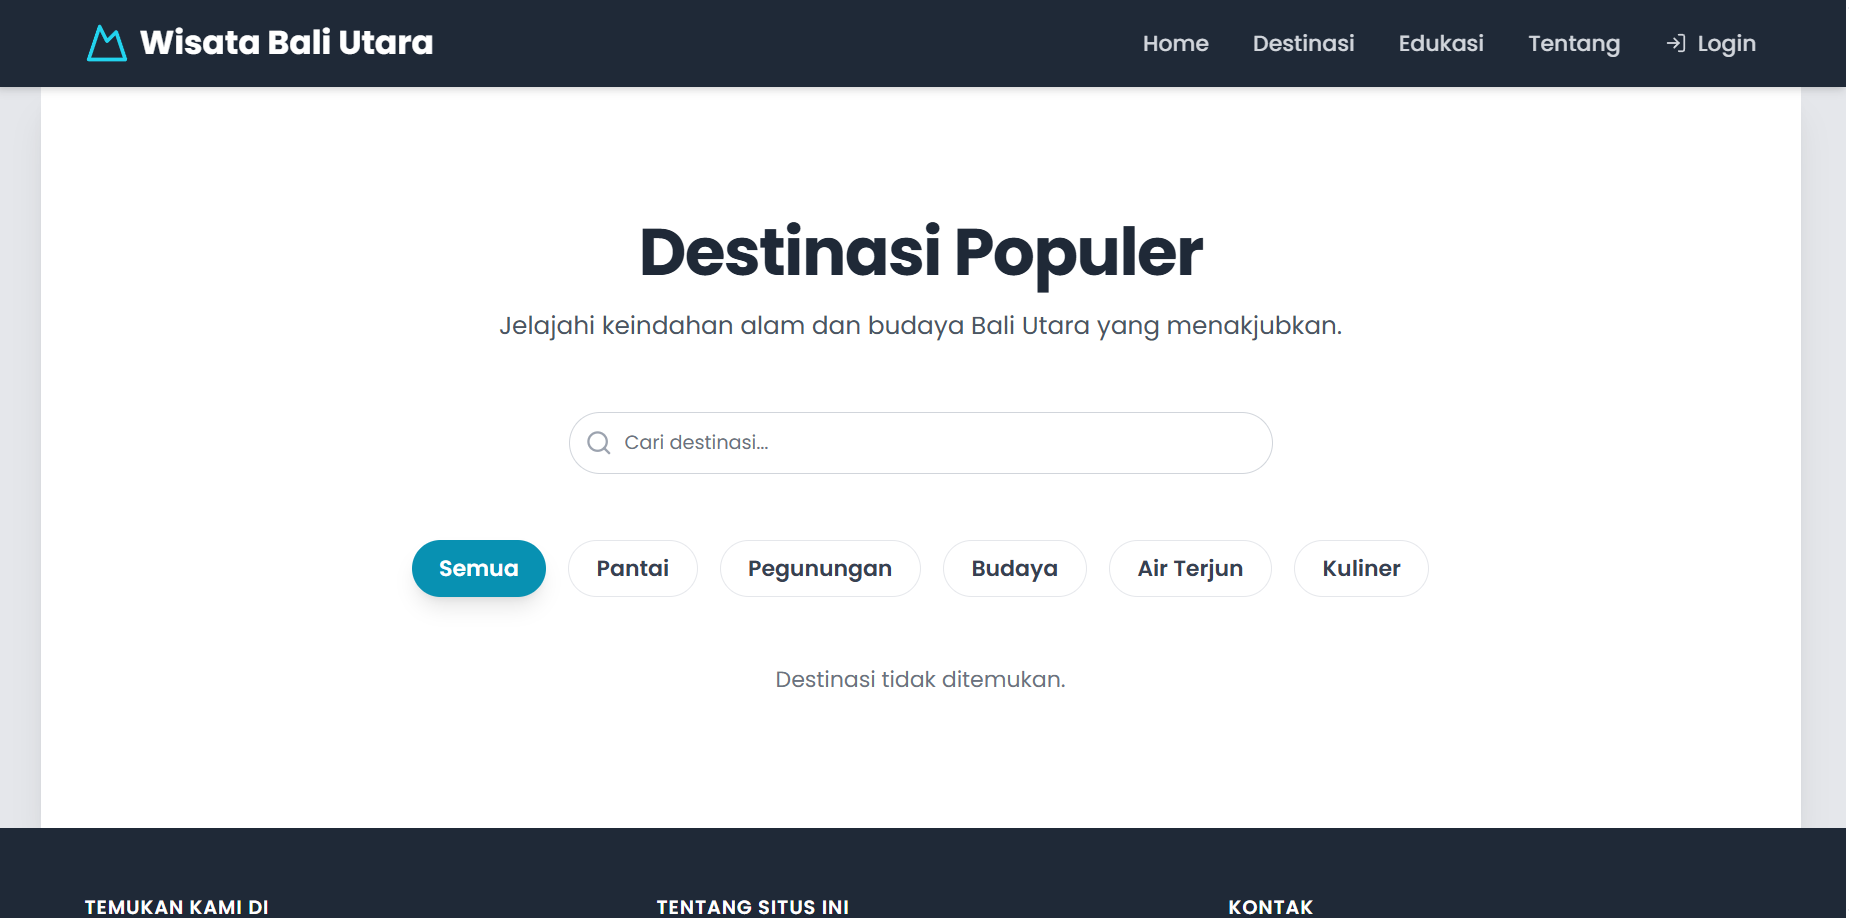 Wisata Bali Utara
Home Destinasi Edukasi Tentang Login
Destinasi Populer
Jelajahi keindahan alam dan budaya Bali Utara yang menakjubkan.
Cari destinasi...
Semua Pantai Pegunungan Budaya Air Terjun Kuliner
Destinasi tidak ditemukan.
TEMUKAN KAMI DI TENTANG SITUS INI KONTAK